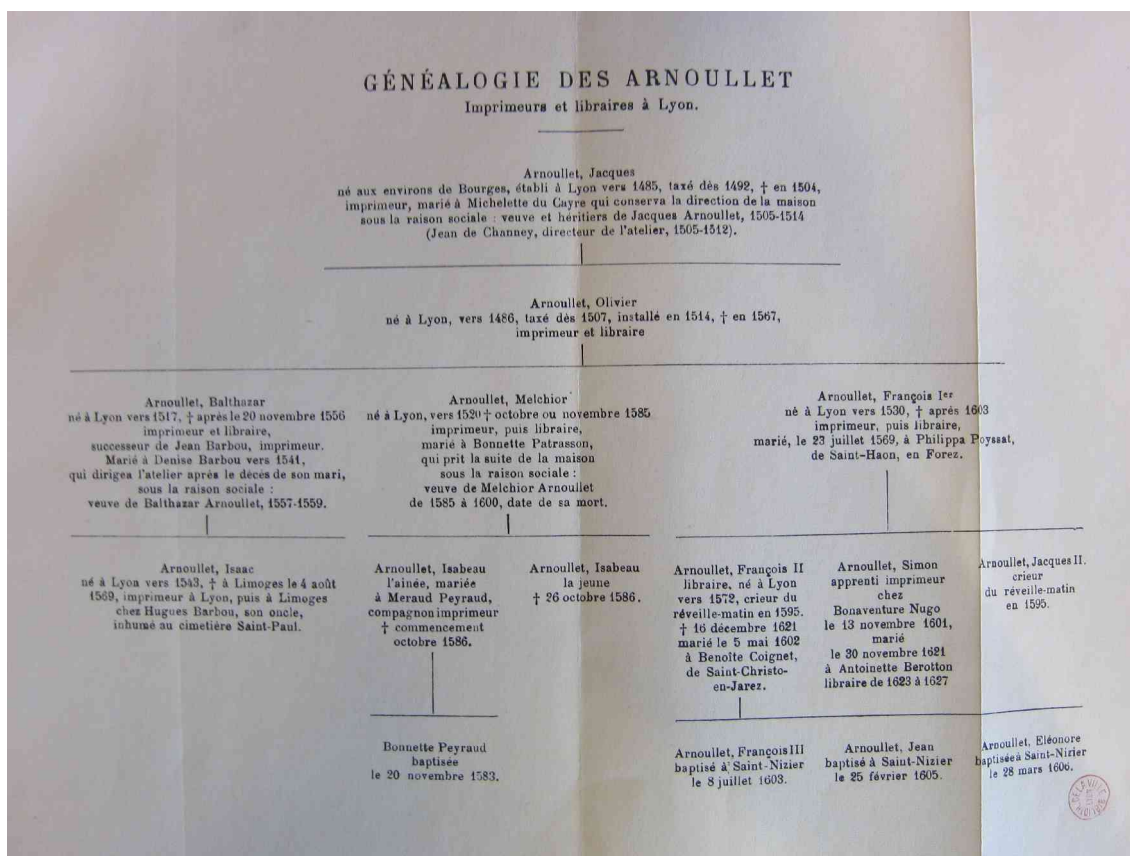 GÉNÉALOGIE DES ARNOULLET
Imprimeurs et libraires à Lyon.
Arnoullet, Jacques
né aux environs de Bourges, établi à Lyon vers 1485, taxé dès 1492, † en 1504,
imprimeur, marié à Michelette du Cayre qui conserva la direction de la maison
sous la raison sociale : veuve et héritiers de Jacques Arnoullet, 1505-1514
(Jean de Channey, directeur de l'atelier, 1505-1512).
Arnoullet, Olivier
né à Lyon, vers 1486, taxé dès 1507, installé en 1514, † en 1567,
imprimeur et libraire
Arnoullet, Balthazar
né à Lyon vers 1517, † après le 20 novembre 1556
imprimeur et libraire,
successeur de Jean Barbou, imprimeur.
Marié à Denise Barbou vers 1541,
qui dirigea l'atelier après le décès de son mari,
sous la raison sociale :
veuve de Balthazar Arnoullet, 1557-1559.
Arnoullet, Melchior
né à Lyon, vers 1520 † octobre ou novembre 1585
imprimeur, puis libraire,
marié à Bonnette Patrasson,
qui prit la suite de la maison
sous la raison sociale :
veuve de Melchior Arnoullet
de 1585 à 1600, date de sa mort.
Arnoullet, François Ier
né à Lyon vers 1530, † après 1603
imprimeur, puis libraire,
marié, le 23 juillet 1569, à Philippa Poyssat,
de Saint-Haon, en Forez.
Arnoullet, Isaac
né à Lyon vers 1543, † à Limoges le 4 août
1569, imprimeur à Lyon, puis à Limoges
chez Hugues Barbou, son oncle,
inhumé au cimetière Saint-Paul.
Arnoullet, Isabeau
l'ainée, mariée
à Meraud Peyraud,
compagnon imprimeur
† commencement
octobre 1586.
Arnoullet, Isabeau
la jeune
† 26 octobre 1586.
Arnoullet, François II
libraire, né à Lyon
vers 1572, crieur du
réveille-matin en 1595.
† 16 décembre 1621
marié le 5 mai 1602
à Benoîte Coignet,
de Saint-Christo-
en-Jarez.
Arnoullet, Simon
apprenti imprimeur
chez
Bonaventure Nugo
le 13 novembre 1601,
marié
le 30 novembre 1621
à Antoinette Berotton
libraire de 1623 à 1627
Arnoullet, Jacques II.
crieur
du réveille-matin
en 1595.
Bonnette Peyraud
baptisée
le 20 novembre 1583.
Arnoullet, François III
baptisé à Saint-Nizier
le 8 juillet 1603.
Arnoullet, Jean
baptisé à Saint-Nizier
le 25 février 1605.
Arnoullet, Eléonore
baptisée à Saint-Nizier
le 28 mars 1606.